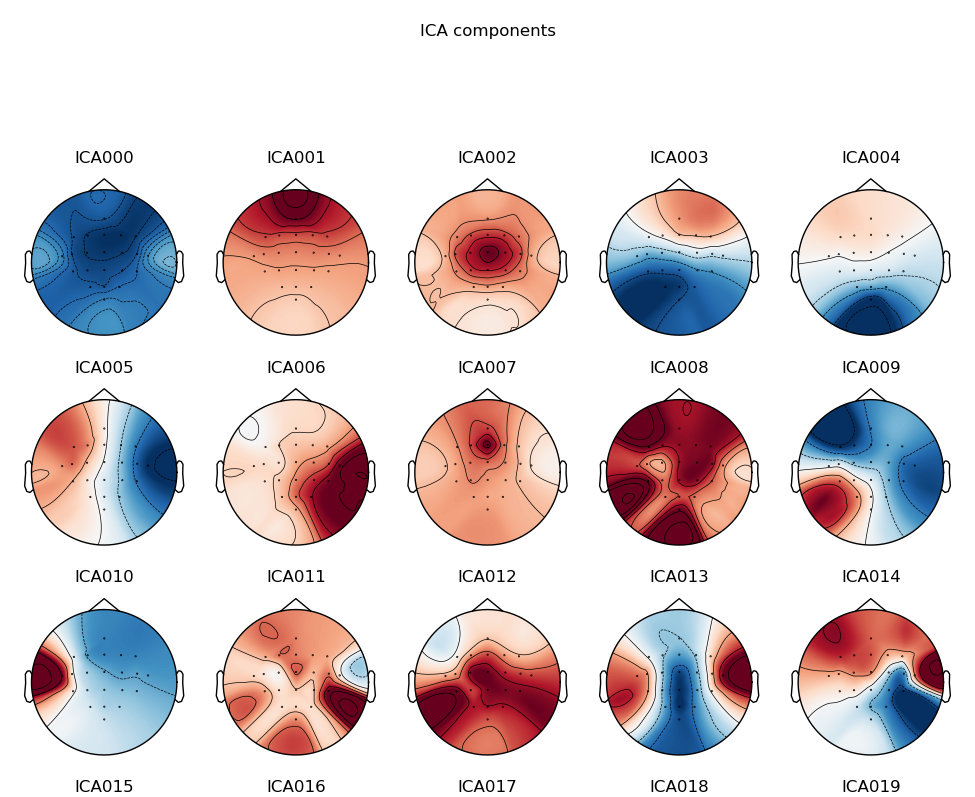 ICA components
ICA000 ICA001 ICA002 ICA003 ICA004
ICA005 ICA006 ICA007 ICA008 ICA009
ICA010 ICA011 ICA012 ICA013 ICA014
ICA015 ICA016 ICA017 ICA018 ICA019